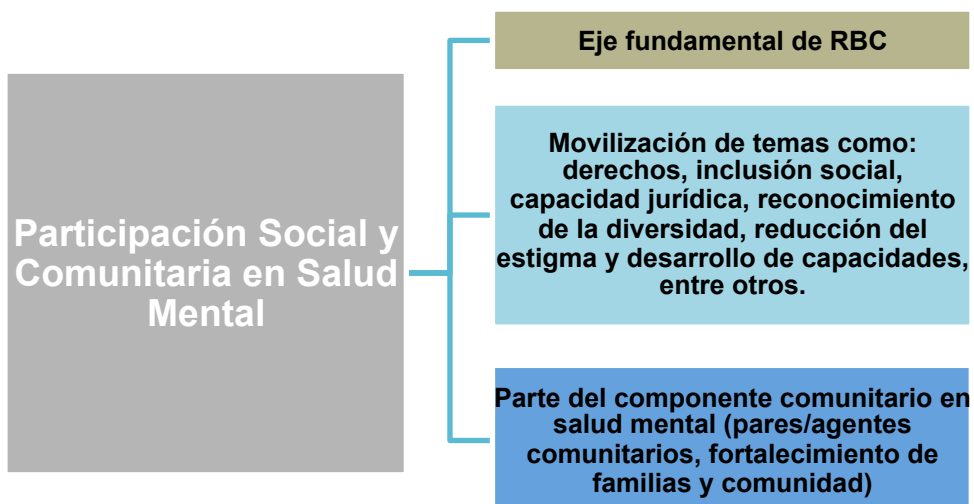 Participación Social y
Comunitaria en Salud
Mental
Eje fundamental de RBC
Movilización de temas como:
derechos, inclusión social,
capacidad jurídica, reconocimiento
de la diversidad, reducción del
estigma y desarrollo de capacidades,
entre otros.
Parte del componente comunitario en
salud mental (pares/agentes
comunitarios, fortalecimiento de
familias y comunidad)